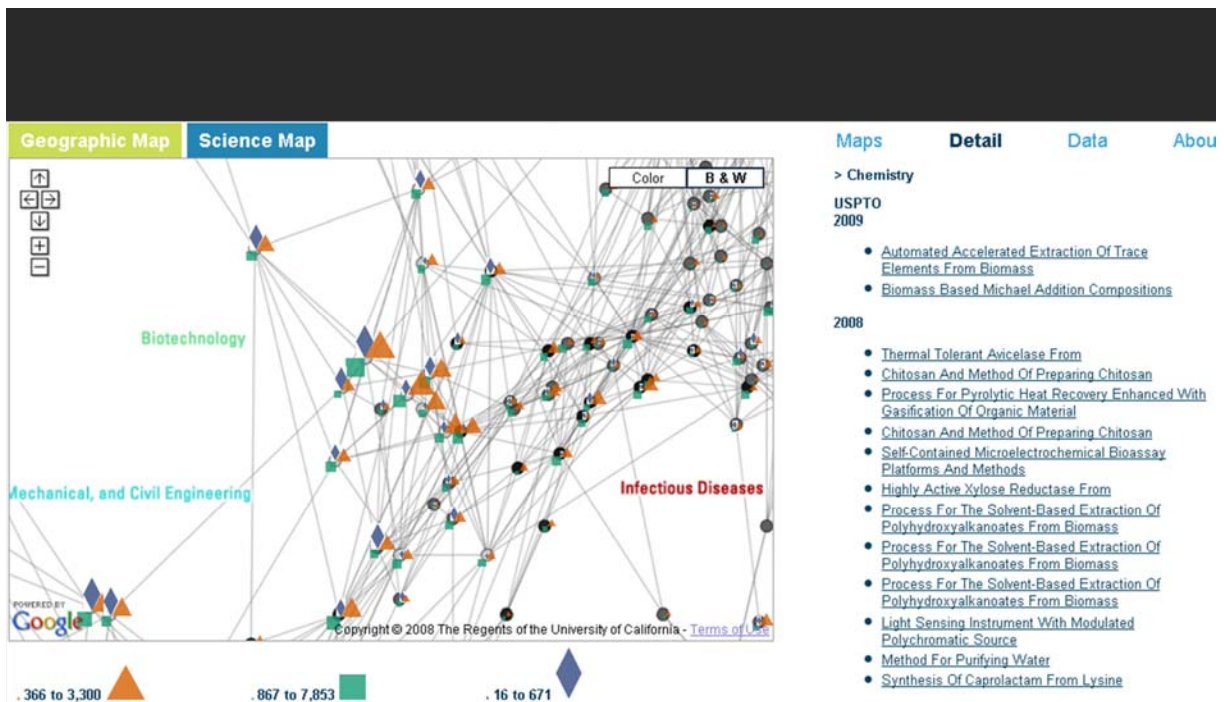 Geographic Map
Science Map
Maps
Detail
Data
Abou
Color
B & W
> Chemistry
USPTO
2009
Automated Accelerated Extraction Of Trace
Elements From Biomass
Biomass Based Michael Addition Compositions
Biotechnology
2008
Thermal Tolerant Avicelase From
Chitosan And Method Of Preparing Chitosan
Process For Pyrolytic Heat Recovery Enhanced With
Gasification Of Organic Material
Chitosan And Method Of Preparing Chitosan
Self-Contained Microelectrochemical Bioassay
Platforms And Methods
Mechanical, and Civil Engineering
Infectious Diseases
Highly Active Xylose Reductase From
Process For The Solvent-Based Extraction Of
Polyhydroxyalkanoates From Biomass
Process For The Solvent-Based Extraction Of
Polyhydroxyalkanoates From Biomass
Process For The Solvent-Based Extraction Of
Polyhydroxyalkanoates From Biomass
Light Sensing Instrument With Modulated
Polychromatic Source
Method For Purifying Water
Synthesis Of Caprolactam From Lysine
POWERED BY
Google
Copyright © 2008 The Regents of the University of California - Terms of Use
. 366 to 3,300
. 867 to 7,853
. 16 to 671